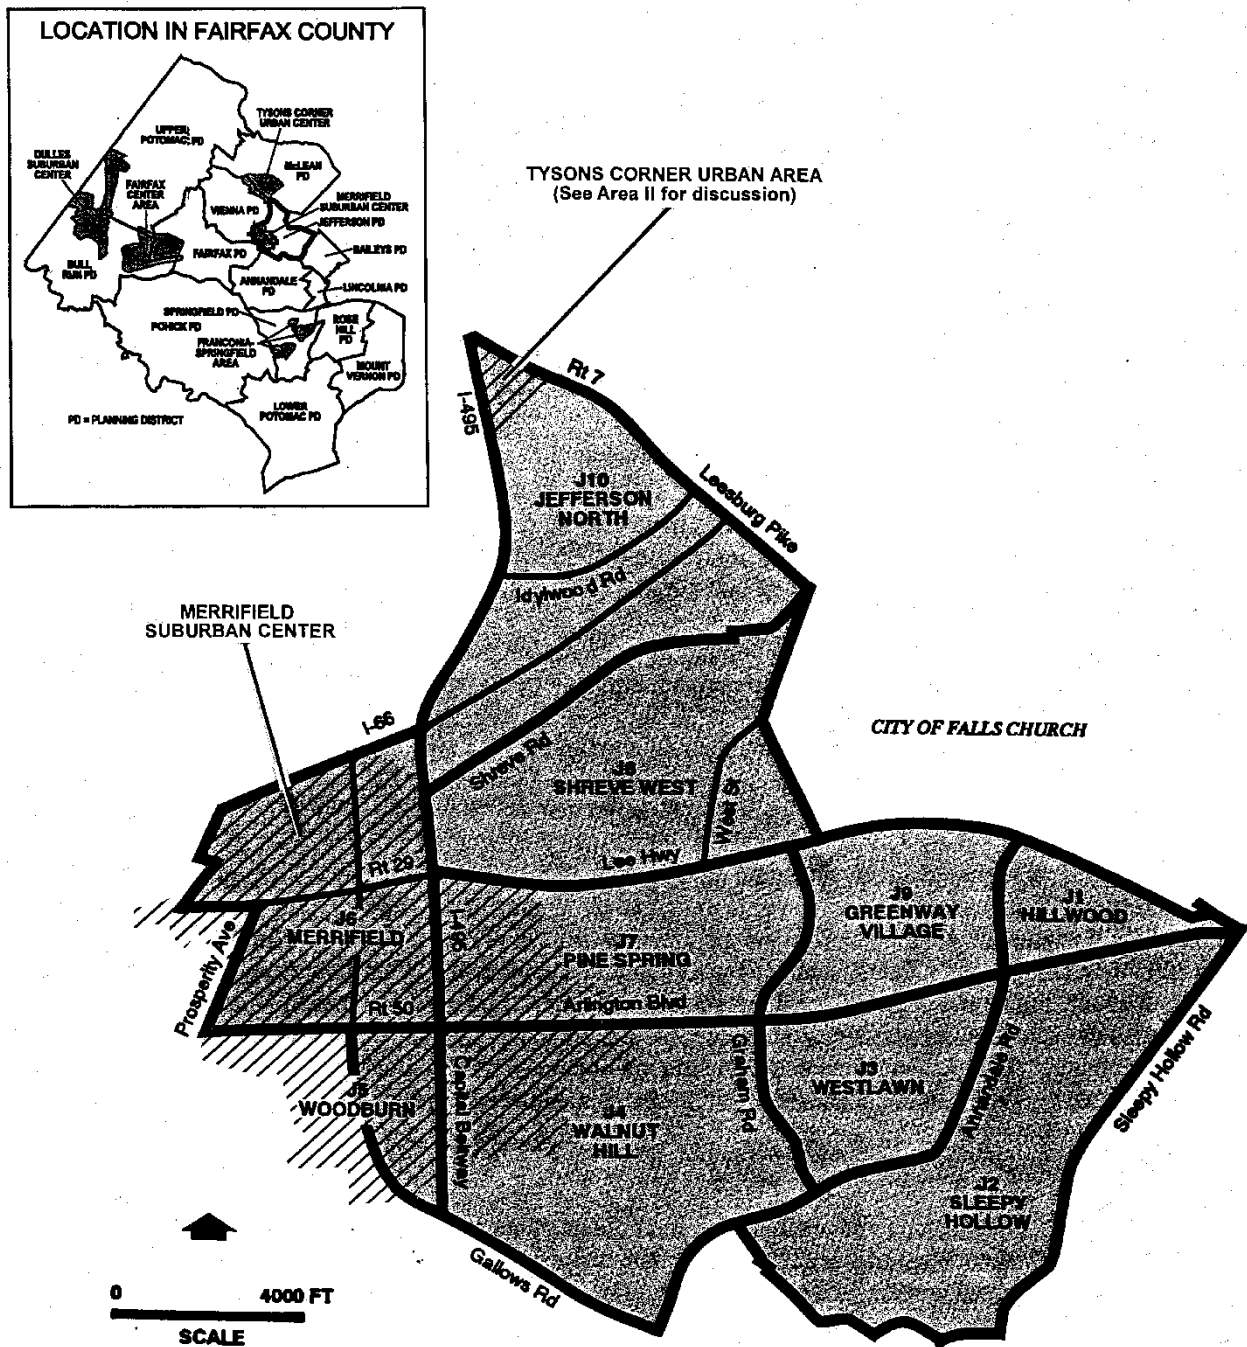 LOCATION IN FAIRFAX COUNTY
TYSONS CORNER
URBAN CENTER
UPPER
POTOMAC PD
McLEAN
PD
DULLES
SUBURBAN
CENTER
FAIRFAX
CENTER
AREA
MERRIFIELD
SUBURBAN CENTER
VIENNA PD
JEFFERSON PD
BAILEYS PD
FAIRFAX PD
BULL
RUN PD
ANNANDALE
PD
LINCOLNIA PD
SPRINGFIELD PD
POHICK PD
ROSE
HILL
PD
FRANCONIA-
SPRINGFIELD
AREA
MOUNT
VERNON PD
LOWER
POTOMAC PD
PD = PLANNING DISTRICT
TYSONS CORNER URBAN AREA
(See Area II for discussion)
Rt 7
I-495
J10
JEFFERSON
NORTH
Leesburg Pike
Idylwood Rd
MERRIFIELD
SUBURBAN CENTER
I-66
CITY OF FALLS CHURCH
Shreve Rd
J8
SHREVE WEST
West St
Lee Hwy
Rt 29
J9
GREENWAY
VILLAGE
J1
HILLWOOD
J6
MERRIFIELD
I-495
J7
PINE SPRING
Prosperity Ave
Rt 50
Arlington Blvd
Graham Rd
Annandale Rd
Sleepy Hollow Rd
J3
WESTLAWN
J5
WOODBURN
Capital Beltway
J4
WALNUT
HILL
J2
SLEEPY
HOLLOW
Gallows Rd
0 4000 FT
SCALE